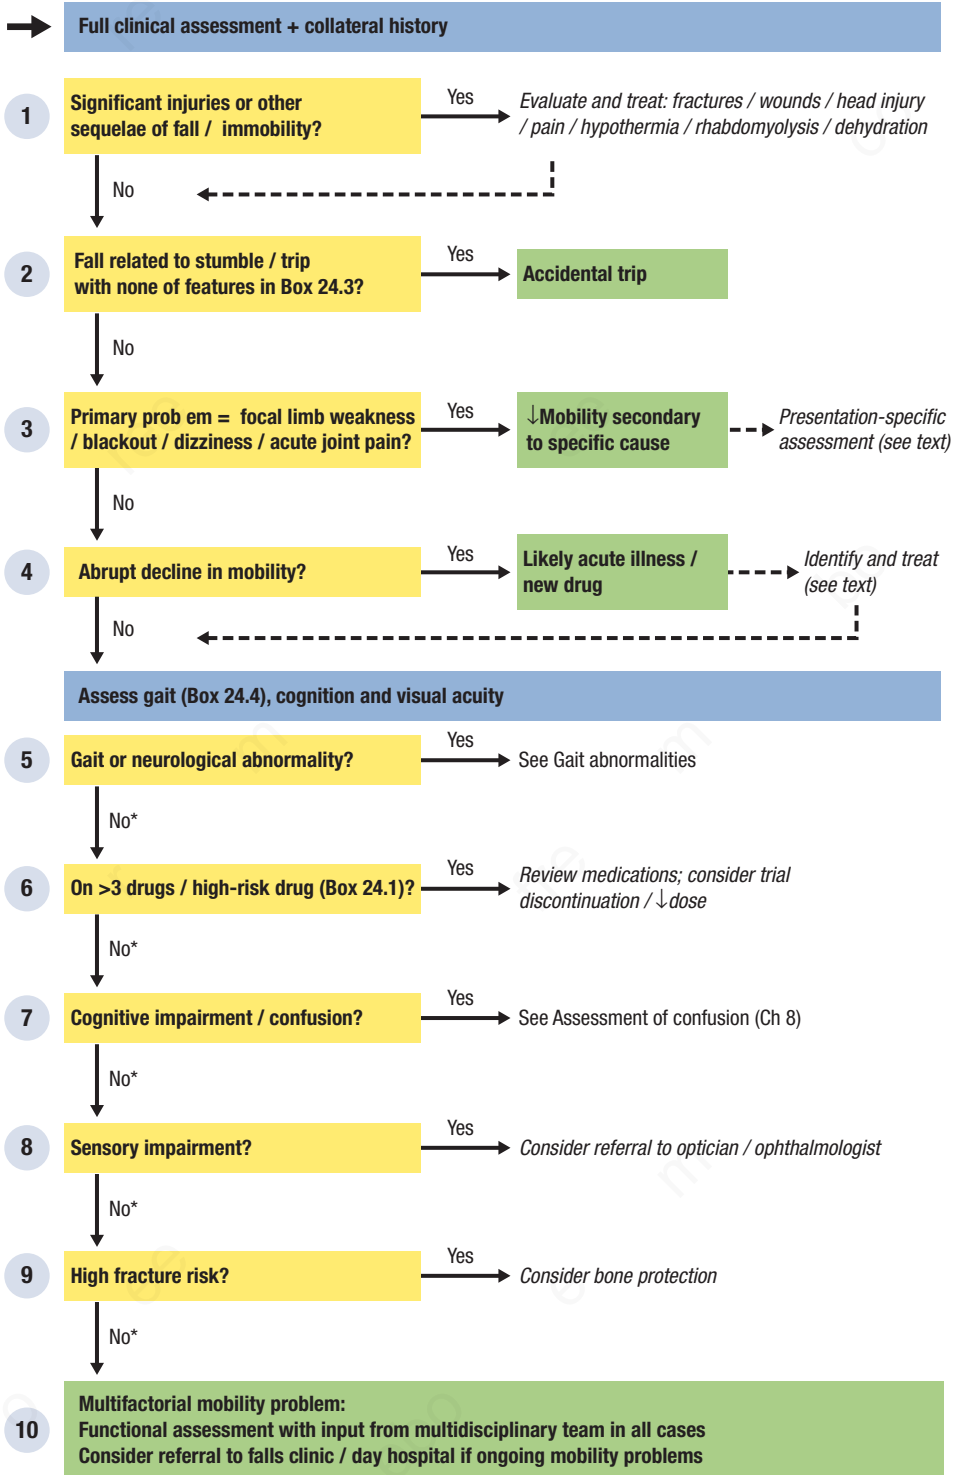 Full clinical assessment + collateral history
1
Significant injuries or other
sequelae of fall / immobility?
Yes
Evaluate and treat: fractures / wounds / head injury
/ pain / hypothermia / rhabdomyolysis / dehydration
No
2
Fall related to stumble / trip
with none of features in Box 24.3?
Yes
Accidental trip
No
3
Primary prob em = focal limb weakness
/ blackout / dizziness / acute joint pain?
Yes
↓Mobility secondary
to specific cause
Presentation-specific
assessment (see text)
No
4
Abrupt decline in mobility?
Yes
Likely acute illness /
new drug
Identify and treat
(see text)
No
Assess gait (Box 24.4), cognition and visual acuity
5
Gait or neurological abnormality?
Yes
See Gait abnormalities
No*
6
On >3 drugs / high-risk drug (Box 24.1)?
Yes
Review medications; consider trial
discontinuation / ↓dose
No*
7
Cognitive impairment / confusion?
Yes
See Assessment of confusion (Ch 8)
No*
8
Sensory impairment?
Yes
Consider referral to optician / ophthalmologist
No*
9
High fracture risk?
Yes
Consider bone protection
No*
10
Multifactorial mobility problem:
Functional assessment with input from multidisciplinary team in all cases
Consider referral to falls clinic / day hospital if ongoing mobility problems